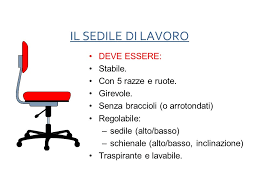 IL SEDILE DI LAVORO
• DEVE ESSERE:
• Stabile.
• Con 5 razze e ruote.
• Girevole.
• Senza braccioli (o arrotondati)
• Regolabile:
– sedile (alto/basso)
– schienale (alto/basso, inclinazione)
• Traspirante e lavabile.